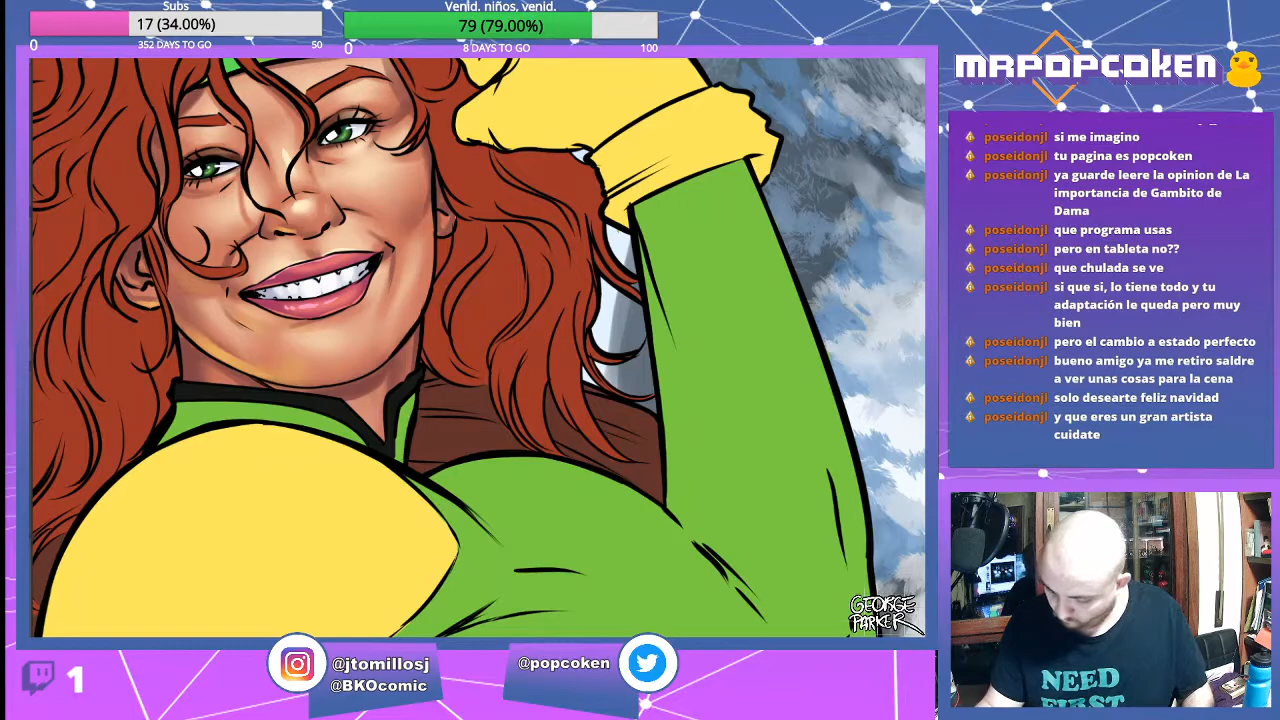 Subs
17 (34.00%)
0
352 DAYS TO GO
50
Venid, niños, venid.
79 (79.00%)
0
8 DAYS TO GO
100
MRPOPCOKEN
poseidonjl si me imagino
poseidonjl tu pagina es popcoken
poseidonjl ya guarde leere la opinion de La
importancia de Gambito de
Dama
poseidonjl que programa usas
poseidonjl pero en tableta no??
poseidonjl que chulada se ve
poseidonjl si que si, lo tiene todo y tu
adaptación le queda pero muy
bien
poseidonjl pero el cambio a estado perfecto
poseidonjl bueno amigo ya me retiro saldre
a ver unas cosas para la cena
poseidonjl solo desearte feliz navidad
poseidonjl y que eres un gran artista
cuidate
GEORGE
PARKER
1
@jtomillosj
@BKOcomic
@popcoken
NEED
FIRST